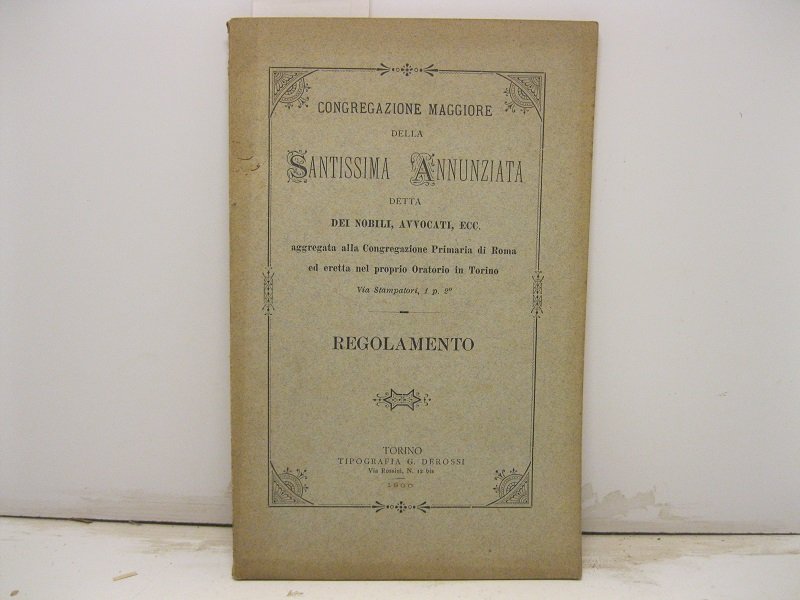 CONGREGAZIONE MAGGIORE
DELLA
SANTISSIMA ANNUNZIATA
DETTA
DEI NOBILI, AVVOCATI, ECC.
aggregata alla Congregazione Primaria di Roma
ed eretta nel proprio Oratorio in Torino
Via Stampatori, 1 p. 2º
REGOLAMENTO
TORINO
TIPOGRAFIA G. DEROSSI
Via Rossini, N. 12 bis
1900